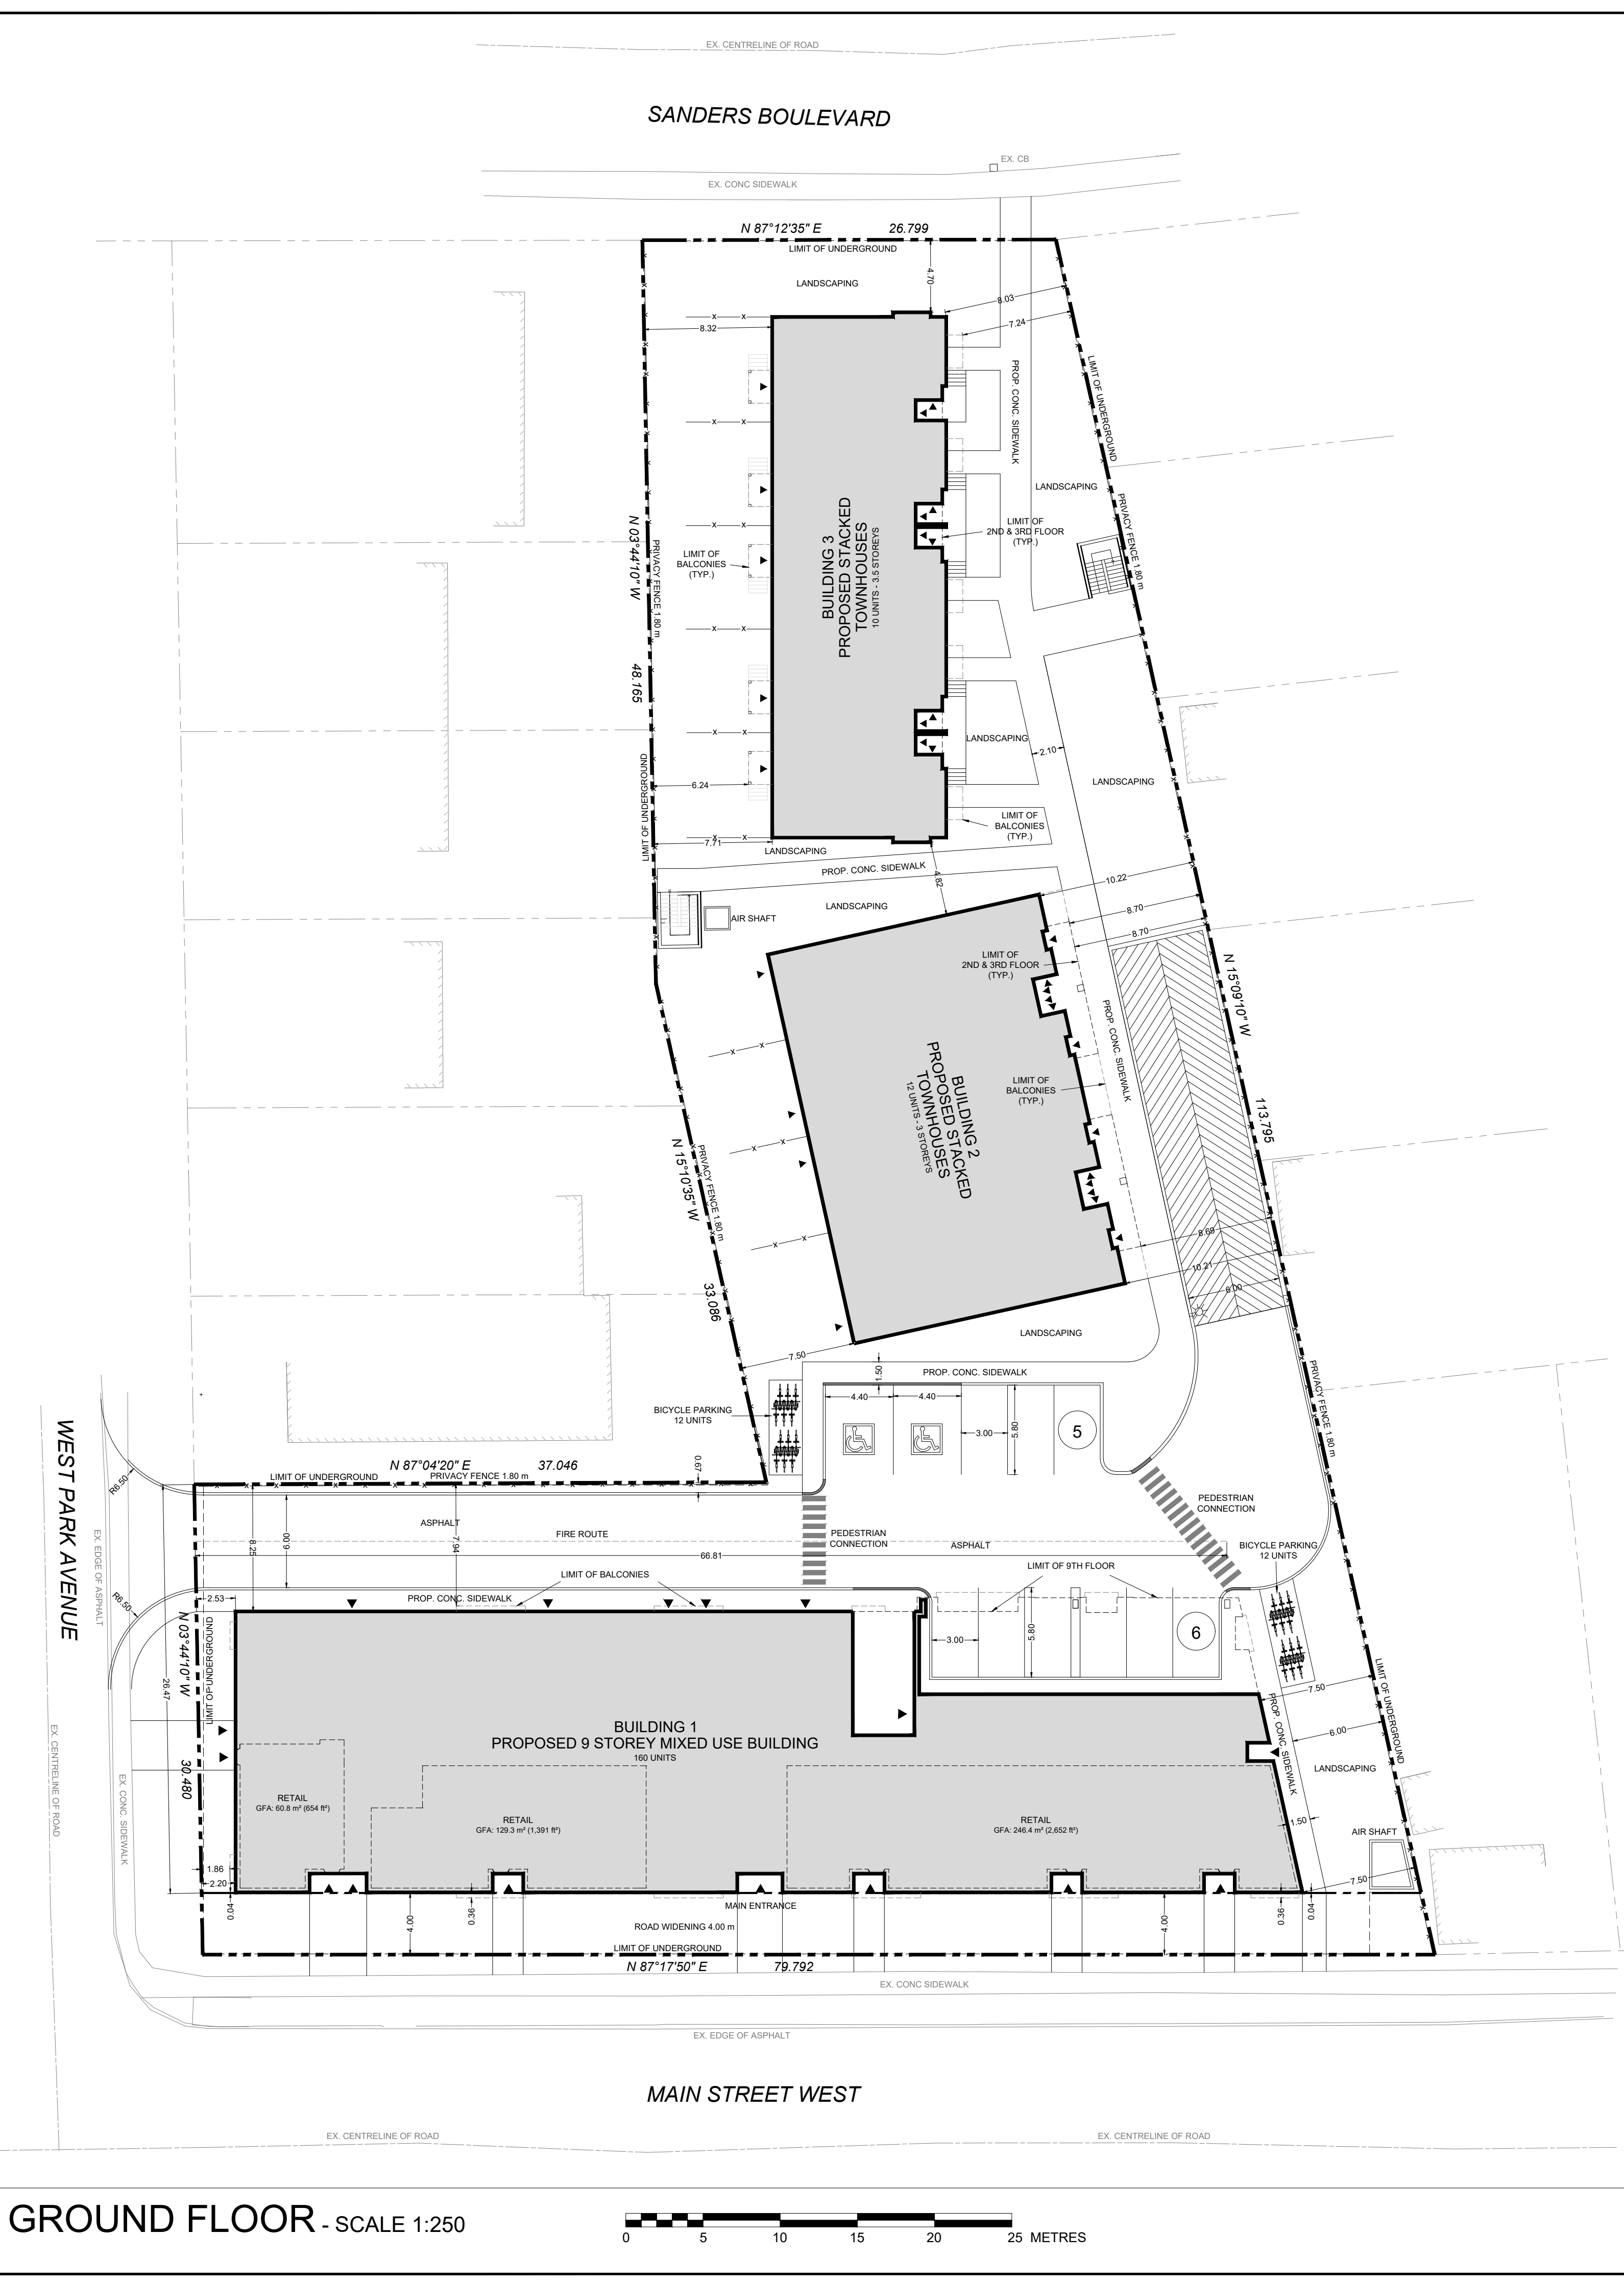 EX. CENTRELINE OF ROAD
SANDERS BOULEVARD
EX. CB
EX. CONC SIDEWALK
N 87°12'35" E 26.799
LIMIT OF UNDERGROUND
LANDSCAPING
4.70
8.03
7.24
8.32
PROP. CONC. SIDEWALK
LIMIT OF UNDERGROUND
LANDSCAPING
PRIVACY FENCE 1.80 m
LIMIT OF
2ND & 3RD FLOOR
(TYP.)
BUILDING 3
PROPOSED STACKED
TOWNHOUSES
10 UNITS - 3.5 STOREYS
LIMIT OF
BALCONIES
(TYP.)
N 03°44'10" W
PRIVACY FENCE 1.80 m
48.165
LIMIT OF UNDERGROUND
6.24
7.71
LANDSCAPING
2.10
LANDSCAPING
LIMIT OF
BALCONIES
(TYP.)
LANDSCAPING
PROP. CONC. SIDEWALK
4.82
LANDSCAPING
AIR SHAFT
10.22
8.70
8.70
LIMIT OF
2ND & 3RD FLOOR
(TYP.)
N 15°09'10" W
PROP. CONC. SIDEWALK
LIMIT OF
BALCONIES
(TYP.)
113.795
BUILDING 2
PROPOSED STACKED
TOWNHOUSES
12 UNITS - 3 STOREYS
N 15°10'35" W
PRIVACY FENCE 1.80 m
33.086
8.69
10.21
6.00
LANDSCAPING
7.50
1.50
PROP. CONC. SIDEWALK
PRIVACY FENCE 1.80 m
4.40
4.40
3.00
5.80
5
BICYCLE PARKING
12 UNITS
0.97
N 87°04'20" E 37.046
LIMIT OF UNDERGROUND
PRIVACY FENCE 1.80 m
R6.50
WEST PARK AVENUE
EX. EDGE OF ASPHALT
PEDESTRIAN
CONNECTION
ASPHALT
FIRE ROUTE
8.25
6.00
7.94
PEDESTRIAN
CONNECTION
ASPHALT
66.81
BICYCLE PARKING
12 UNITS
LIMIT OF 9TH FLOOR
LIMIT OF BALCONIES
R6.50
2.53
PROP. CONC. SIDEWALK
3.00
5.80
6
N 03°44'10" W
LIMIT OF UNDERGROUND
26.47
30.480
7.50
LIMIT OF UNDERGROUND
PROP. CONC. SIDEWALK
6.00
EX. CENTRELINE OF ROAD
EX. CONC. SIDEWALK
BUILDING 1
PROPOSED 9 STOREY MIXED USE BUILDING
160 UNITS
LANDSCAPING
RETAIL
GFA: 60.8 m² (654 ft²)
RETAIL
GFA: 129.3 m² (1,391 ft²)
RETAIL
GFA: 246.4 m² (2,652 ft²)
1.50
AIR SHAFT
1.86
2.20
7.50
0.04
4.00
0.36
MAIN ENTRANCE
4.00
0.36
0.04
ROAD WIDENING 4.00 m
LIMIT OF UNDERGROUND
N 87°17'50" E 79.792
EX. CONC SIDEWALK
EX. EDGE OF ASPHALT
MAIN STREET WEST
EX. CENTRELINE OF ROAD
EX. CENTRELINE OF ROAD
GROUND FLOOR - SCALE 1:250
0 5 10 15 20 25 METRES